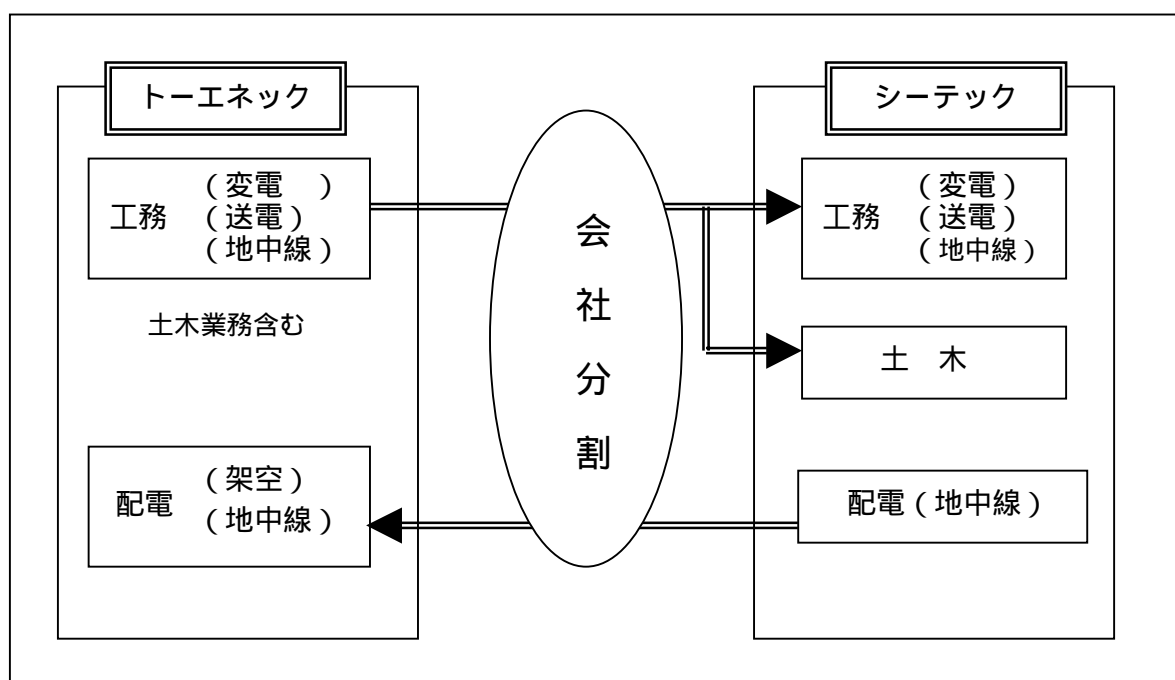 トーエネック
工務
（変電　）
（送電）
（地中線）
土木業務含む
配電
（架空）
（地中線）
会社分割
シーテック
工務
（変電）
（送電）
（地中線）
土　木
配電（地中線）